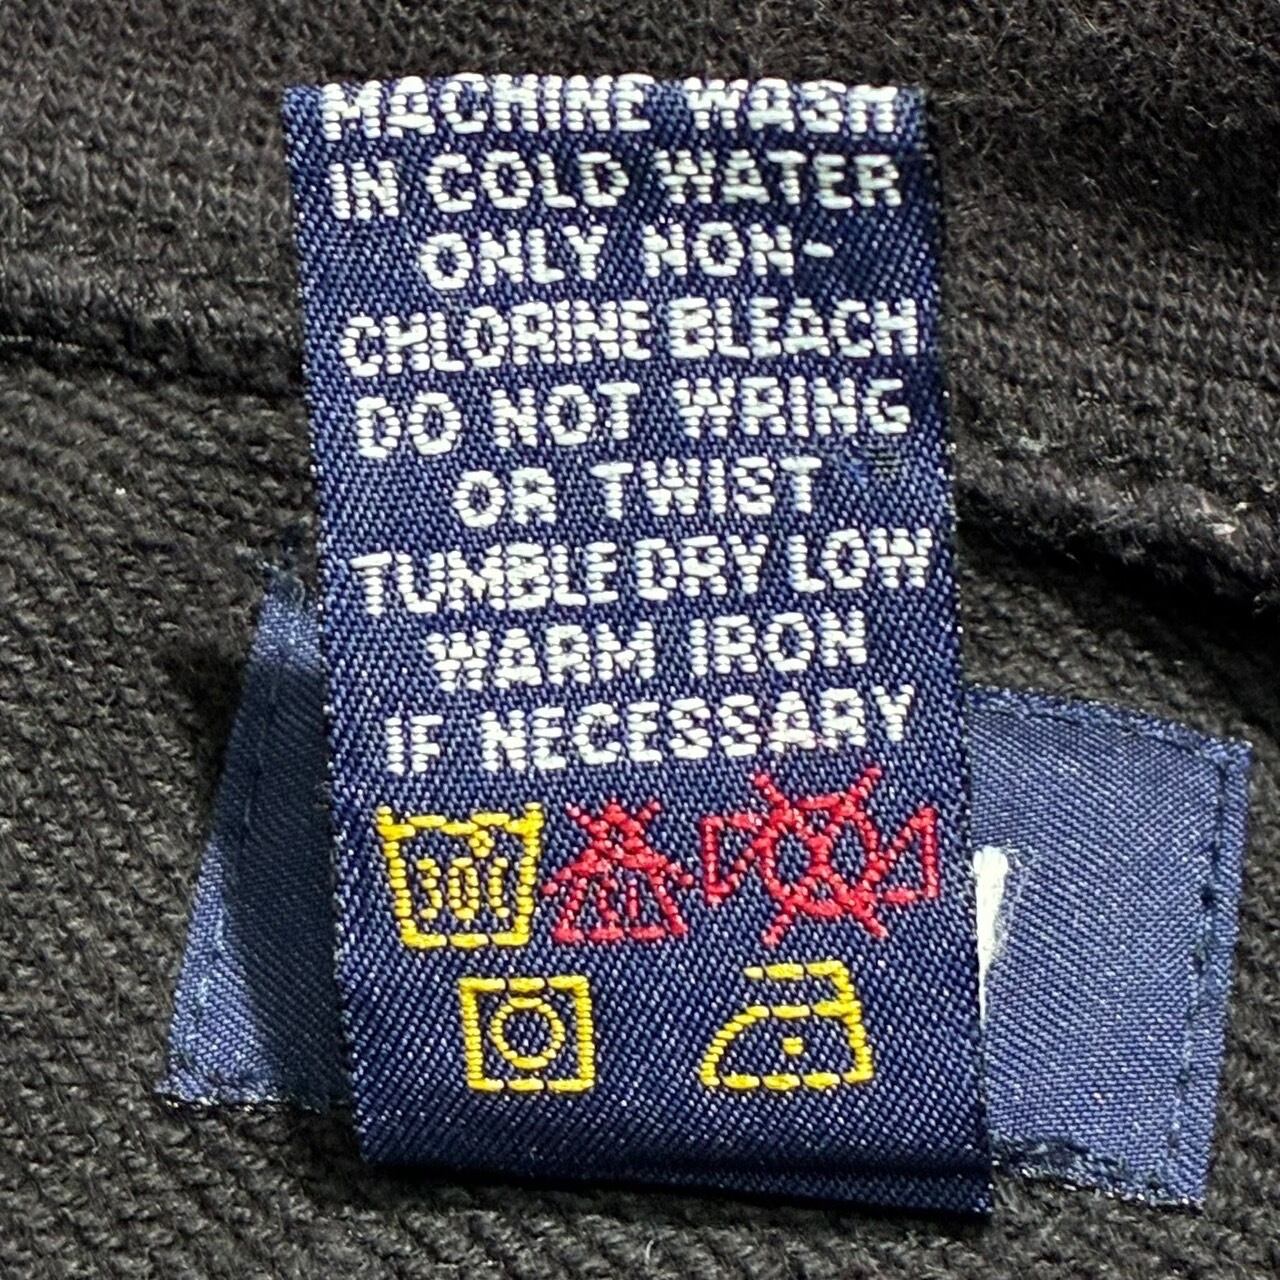 MACHINE WASH
IN COLD WATER
ONLY NON-
CHLORINE BLEACH
DO NOT WRING
OR TWIST
TUMBLE DRY LOW
WARM IRON
IF NECESSARY
30°C